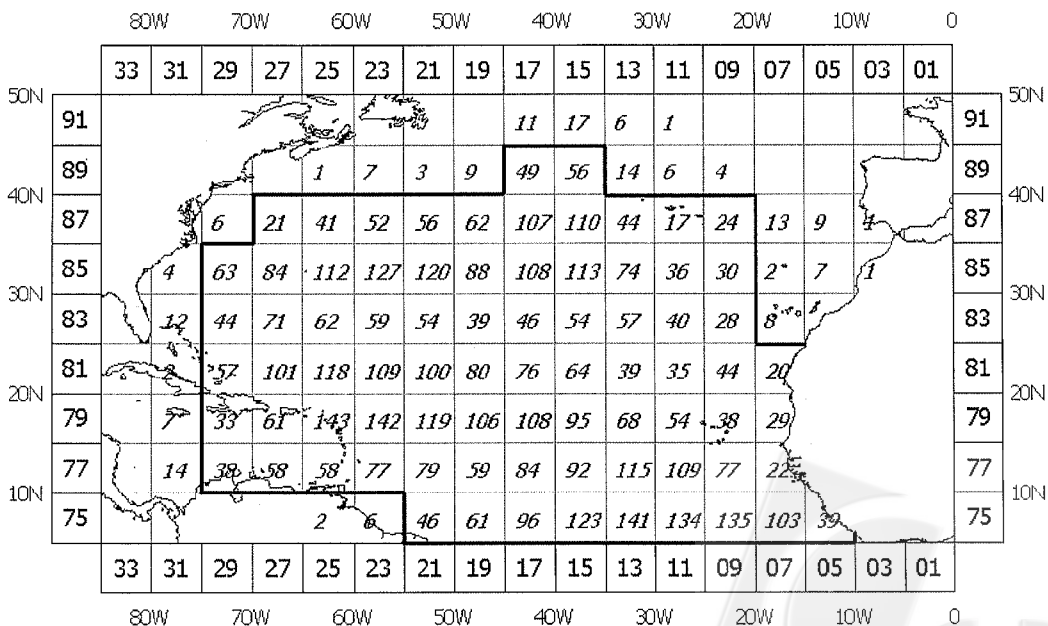 80W 70W 60W 50W 40W 30W 20W 10W 0
33 31 29 27 25 23 21 19 17 15 13 11 09 07 05 03 01
50N 50N
91 11 17 6 1 91
89 1 7 3 9 49 56 14 6 4 89
40N 40N
87 6 21 41 52 56 62 107 110 44 17 24 13 9 87
85 4 63 84 112 127 120 88 108 113 74 36 30 2 7 1 85
30N 30N
83 12 44 71 62 59 54 39 46 54 57 40 28 8 83
81 57 101 118 109 100 80 76 64 39 35 44 20 81
20N 20N
79 7 33 61 143 142 119 106 108 95 68 54 38 29 79
77 14 38 58 58 77 79 59 84 92 115 109 77 22 77
10N 10N
75 2 6 46 61 96 123 141 134 135 103 39 75
33 31 29 27 25 23 21 19 17 15 13 11 09 07 05 03 01
80W 70W 60W 50W 40W 30W 20W 10W 0